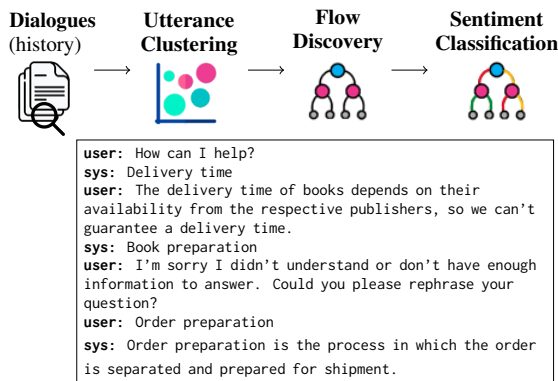 Dialogues
(history)
Utterance
Clustering
Flow
Discovery
Sentiment
Classification
user: How can I help?
sys: Delivery time
user: The delivery time of books depends on their
availability from the respective publishers, so we can't
guarantee a delivery time.
sys: Book preparation
user: I'm sorry I didn't understand or don't have enough
information to answer. Could you please rephrase your
question?
user: Order preparation
sys: Order preparation is the process in which the order
is separated and prepared for shipment.